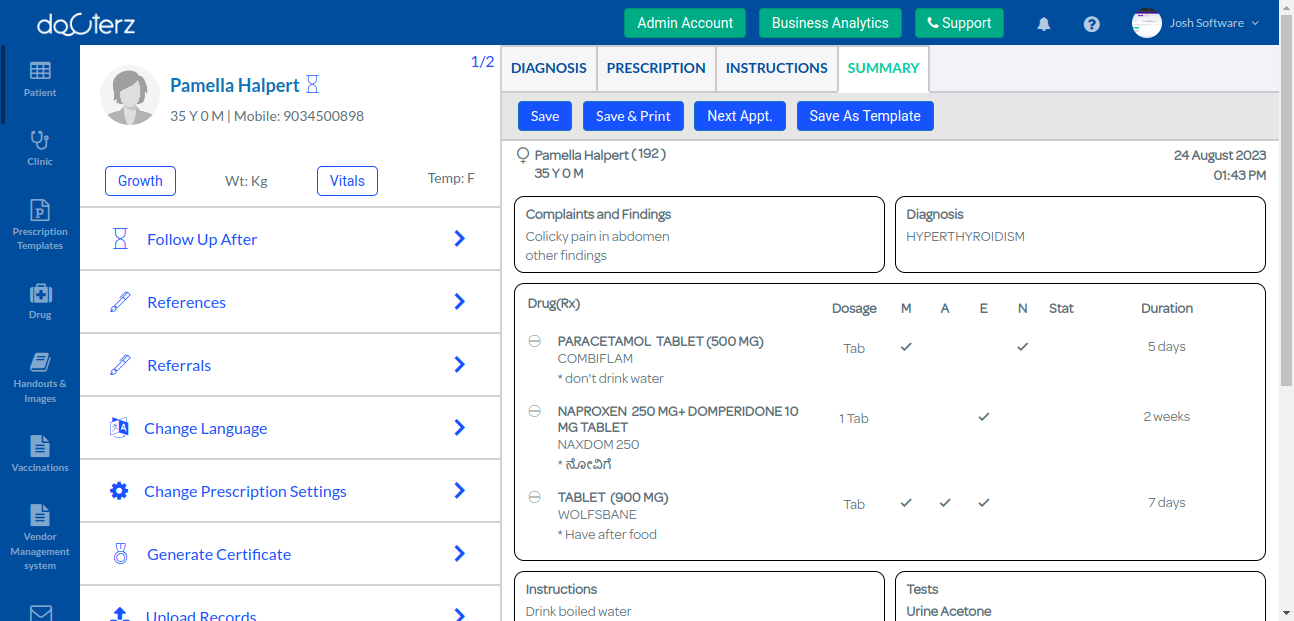 daOCterz
Admin Account
Business Analytics
Support
Josh Software
Patient
Clinic
Prescription
Templates
Drug
Handouts &
Images
Vaccinations
Vendor
Management
system
1/2
Pamella Halpert
35 Y 0 M | Mobile: 9034500898
Growth
Wt: Kg
Vitals
Temp: F
Follow Up After
References
Referrals
Change Language
Change Prescription Settings
Generate Certificate
Upload Records
DIAGNOSIS
PRESCRIPTION
INSTRUCTIONS
SUMMARY
Save
Save & Print
Next Appt.
Save As Template
Pamella Halpert (192)
35 Y 0 M
24 August 2023
01:43 PM
Complaints and Findings
Colicky pain in abdomen
other findings
Diagnosis
HYPERTHYROIDISM
Drug(Rx)
Dosage M A E N Stat Duration
PARACETAMOL TABLET (500 MG)
COMBIFLAM
* don't drink water
Tab
5 days
NAPROXEN 250 MG+ DOMPERIDONE 10
MG TABLET
NAXDOM 250
* ನೋವಿಗೆ
1 Tab
2 weeks
TABLET (900 MG)
WOLFSBANE
* Have after food
Tab
7 days
Instructions
Drink boiled water
Tests
Urine Acetone